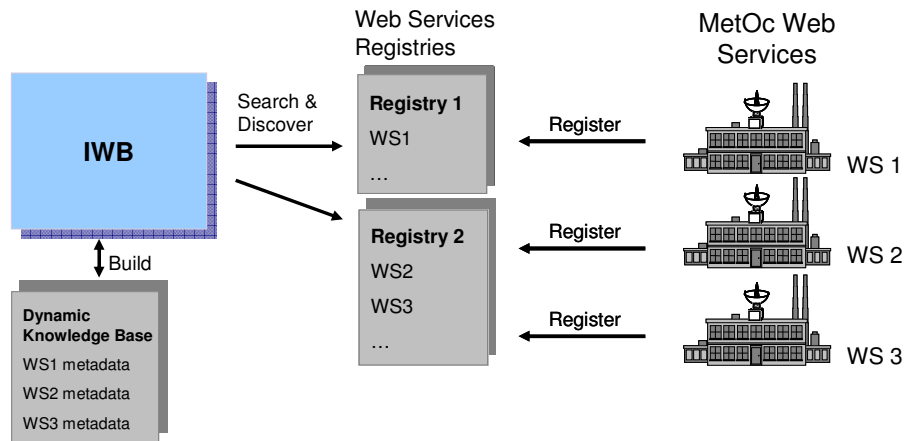 Web Services
Registries
MetOc Web
Services
IWB
Search &
Discover
Registry 1
WS1
…
Register
WS 1
Registry 2
WS2
WS3
…
Register
WS 2
Register
WS 3
Build
Dynamic
Knowledge Base
WS1 metadata
WS2 metadata
WS3 metadata